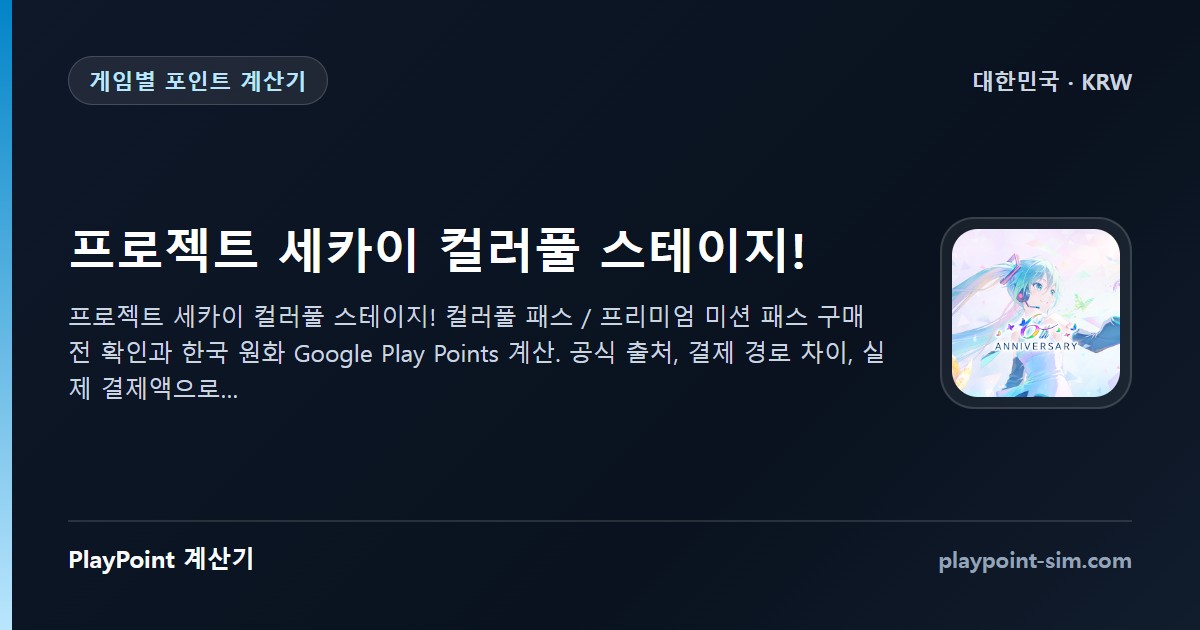 게임별 포인트 계산기
대한민국 · KRW
프로젝트 세카이 컬러풀 스테이지!
프로젝트 세카이 컬러풀 스테이지! 컬러풀 패스 / 프리미엄 미션 패스 구매
전 확인과 한국 원화 Google Play Points 계산. 공식 출처, 결제 경로 차이, 실
제 결제액으로...
ANNIVERSARY
PlayPoint 계산기
playpoint-sim.com